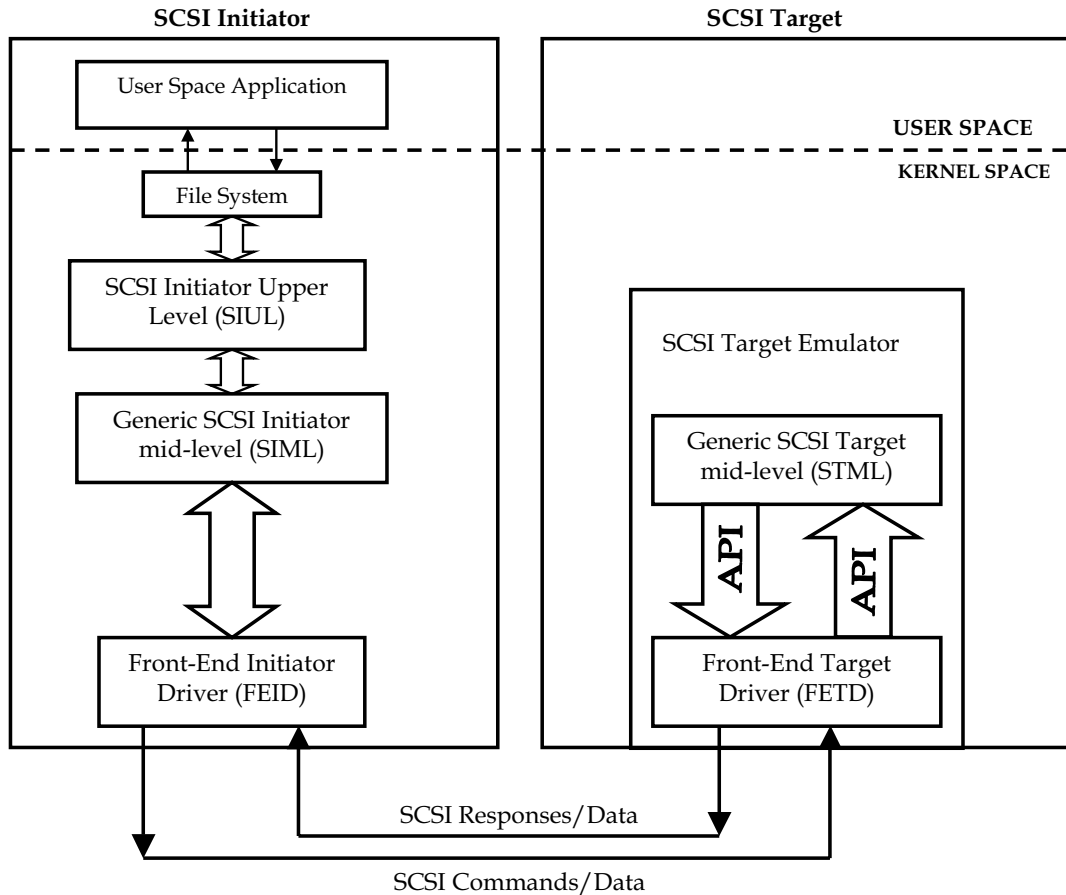 SCSI Initiator
SCSI Target
User Space Application
USER SPACE
KERNEL SPACE
File System
SCSI Initiator Upper
Level (SIUL)
SCSI Target Emulator
Generic SCSI Initiator
mid-level (SIML)
Generic SCSI Target
mid-level (STML)
API
API
Front-End Initiator
Driver (FEID)
Front-End Target
Driver (FETD)
SCSI Responses/Data
SCSI Commands/Data